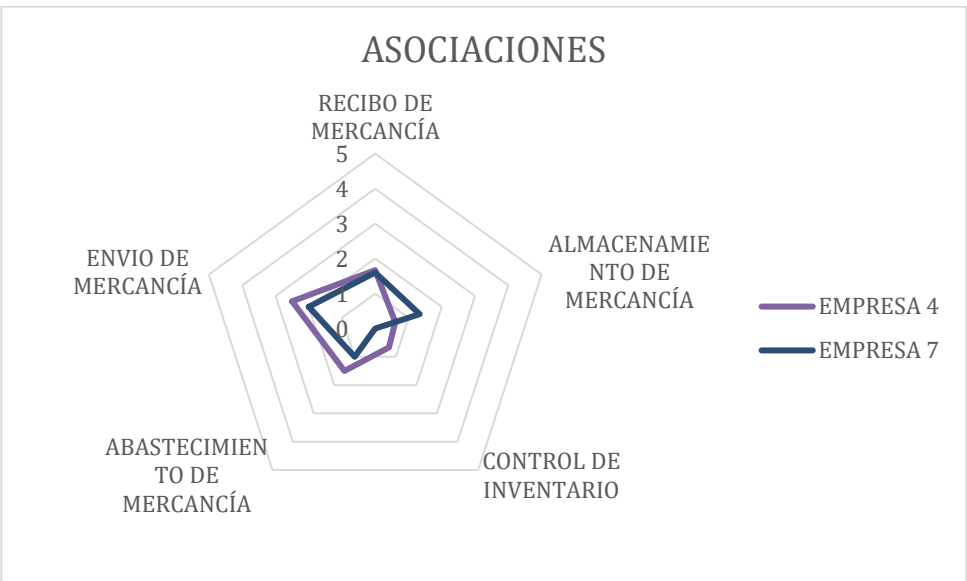 ASOCIACIONES
RECIBO DE
MERCANCÍA
5
4
3
2
1
0
ALMACENAMIE
NTO DE
MERCANCÍA
CONTROL DE
INVENTARIO
ABASTECIMIEN
TO DE
MERCANCÍA
ENVIO DE
MERCANCÍA
EMPRESA 4
EMPRESA 7